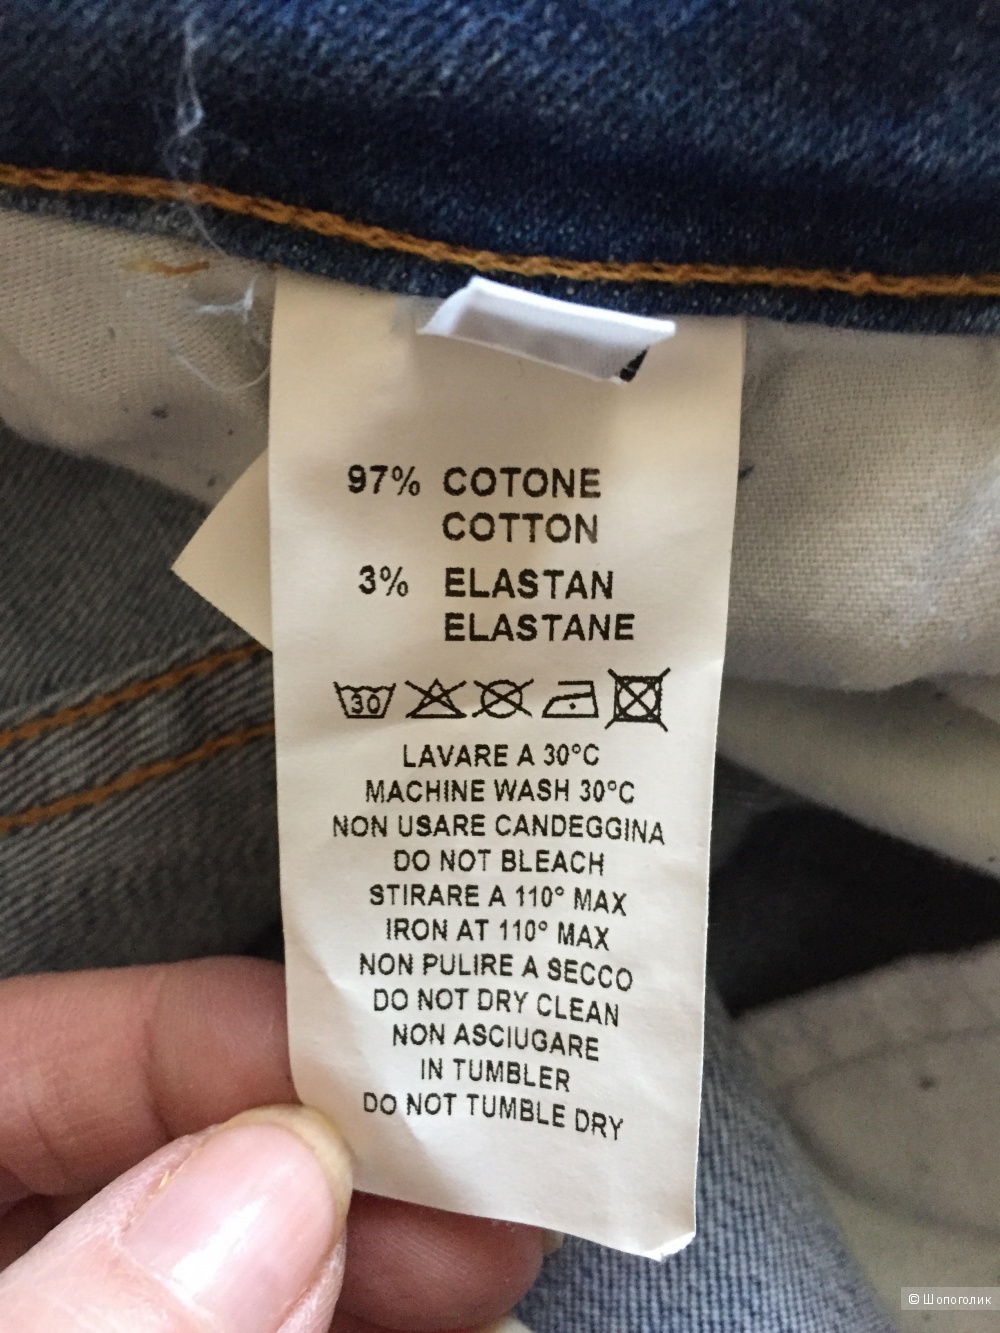 97% COTONE
COTTON
3% ELASTAN
ELASTANE
30
LAVARE A 30°C
MACHINE WASH 30°C
NON USARE CANDEGGINA
DO NOT BLEACH
STIRARE A 110° MAX
IRON AT 110° MAX
NON PULIRE A SECCO
DO NOT DRY CLEAN
NON ASCIUGARE
IN TUMBLER
DO NOT TUMBLE DRY
© Шопоголик